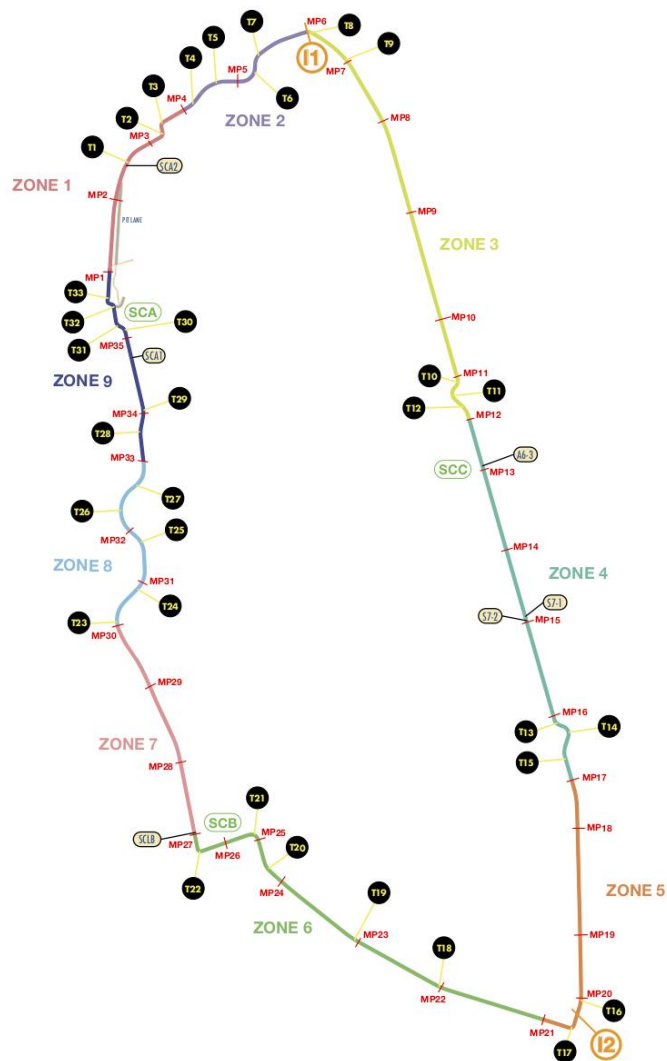 MP6
T8
T7
I1
T5
T9
T4
MP7
MP5
T3
T6
MP4
T2
ZONE 2
MP8
MP3
T1
SCA2
ZONE 1
MP2
MP9
PIT LANE
ZONE 3
MP1
T33
SCA
T32
T30
MP10
T31
MP35
SCA1
T10
MP11
ZONE 9
T11
T29
T12
MP34
MP12
T28
A6-3
MP33
SCC
MP13
T27
T26
T25
MP32
MP14
ZONE 8
ZONE 4
MP31
S7-1
T24
S7-2
T23
MP15
MP30
MP29
MP16
T13
T14
ZONE 7
T15
MP28
MP17
T21
SCB
MP18
SCLB
MP27
MP26
MP25
T20
T22
MP24
T19
ZONE 5
ZONE 6
MP23
MP19
T18
MP22
MP20
T16
MP21
I2
T17